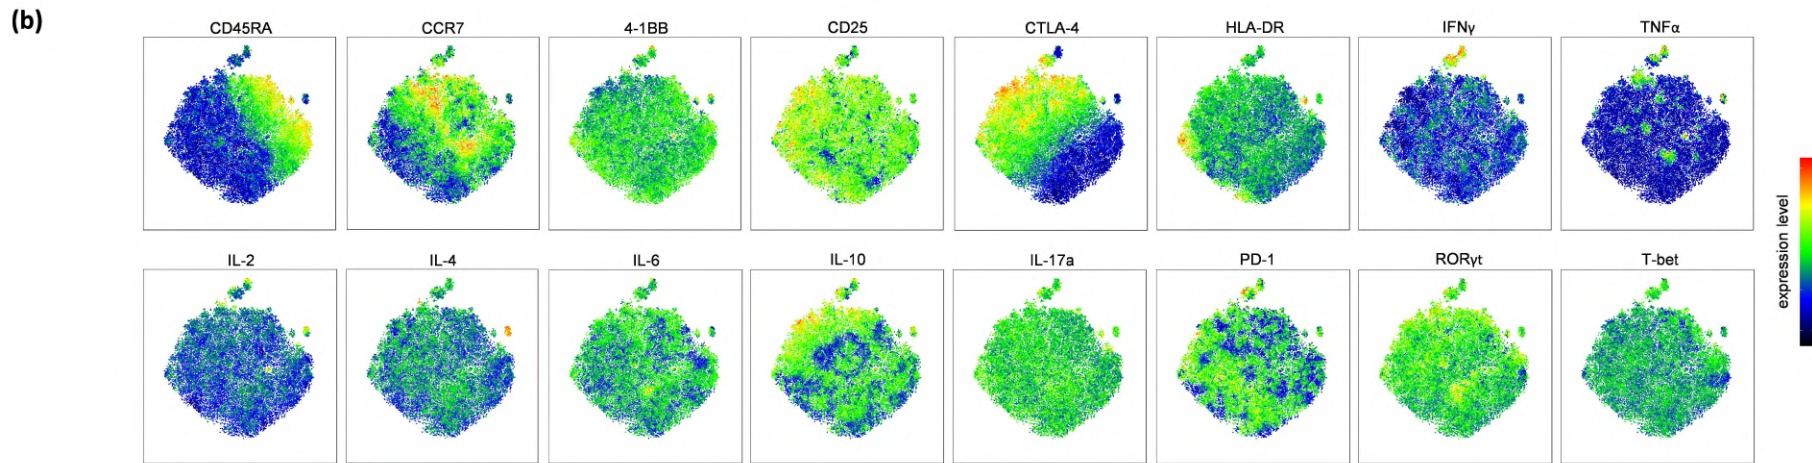 (b)
CD45RA CCR7 4-1BB CD25 CTLA-4 HLA-DR IFNγ TNFα
IL-2 IL-4 IL-6 IL-10 IL-17a PD-1 RORγt T-bet
expression level